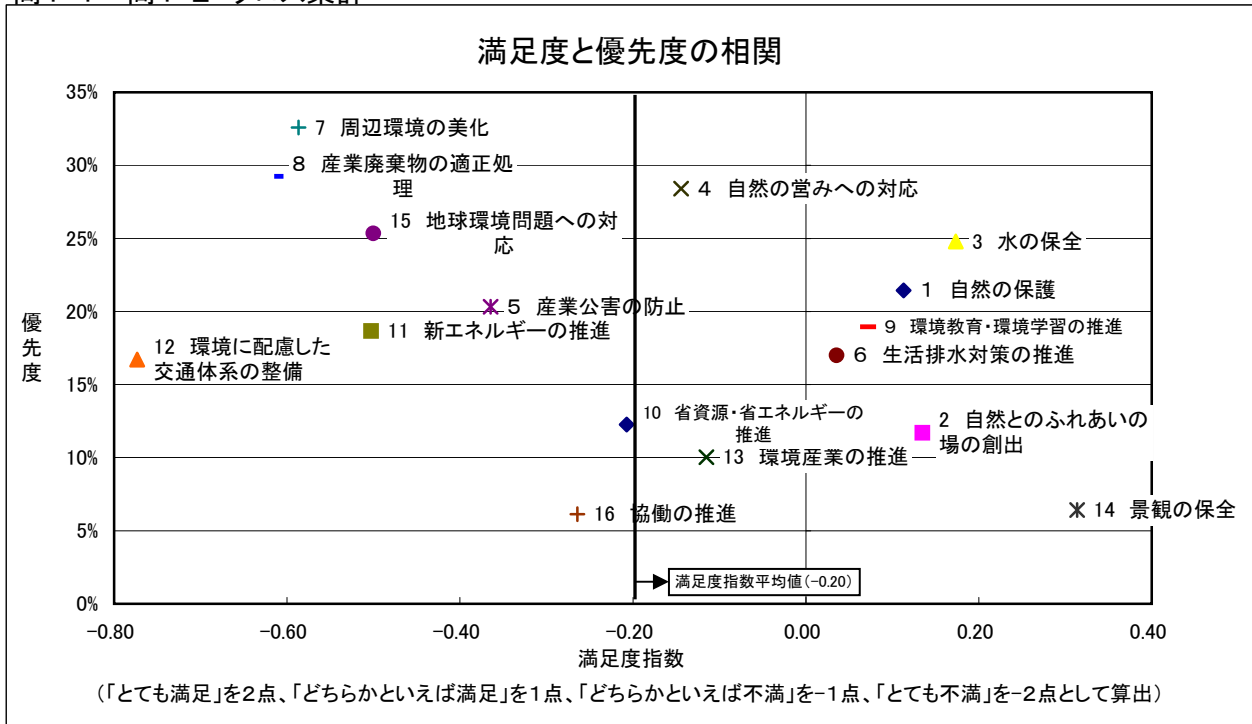 満足度と優先度の相関
35%
30%
25%
20%
15%
10%
5%
0%
優先度
7 周辺環境の美化
8 産業廃棄物の適正処
理
4 自然の営みへの対応
15 地球環境問題への対
応
3 水の保全
1 自然の保護
5 産業公害の防止
11 新エネルギーの推進
9 環境教育・環境学習の推進
12 環境に配慮した
交通体系の整備
6 生活排水対策の推進
10 省資源・省エネルギーの
推進
2 自然とのふれあいの
場の創出
13 環境産業の推進
16 協働の推進
14 景観の保全
満足度指数平均値(-0.20)
-0.80 -0.60 -0.40 -0.20 0.00 0.20 0.40
満足度指数
(「とても満足」を2点、「どちらかといえば満足」を1点、「どちらかといえば不満」を-1点、「とても不満」を-2点として算出)